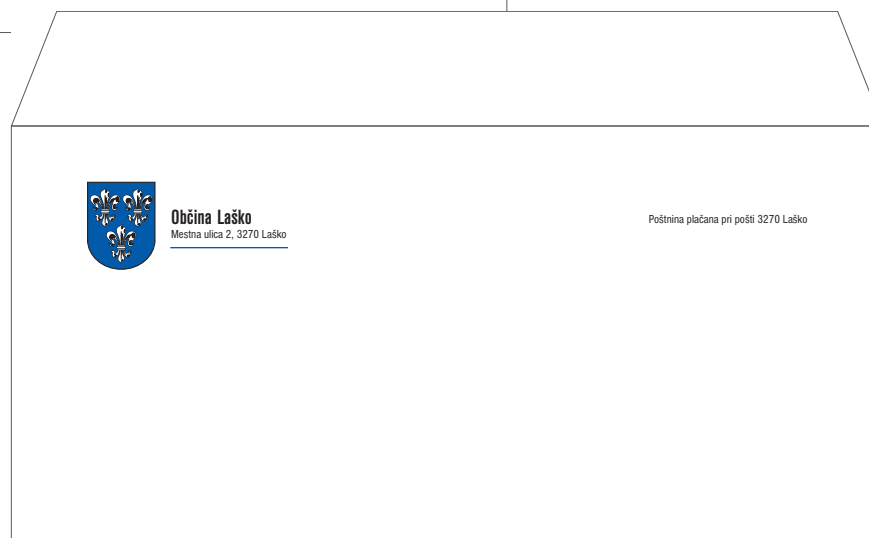 Občina Laško
Mestna ulica 2, 3270 Laško
Poštnina plačana pri pošti 3270 Laško